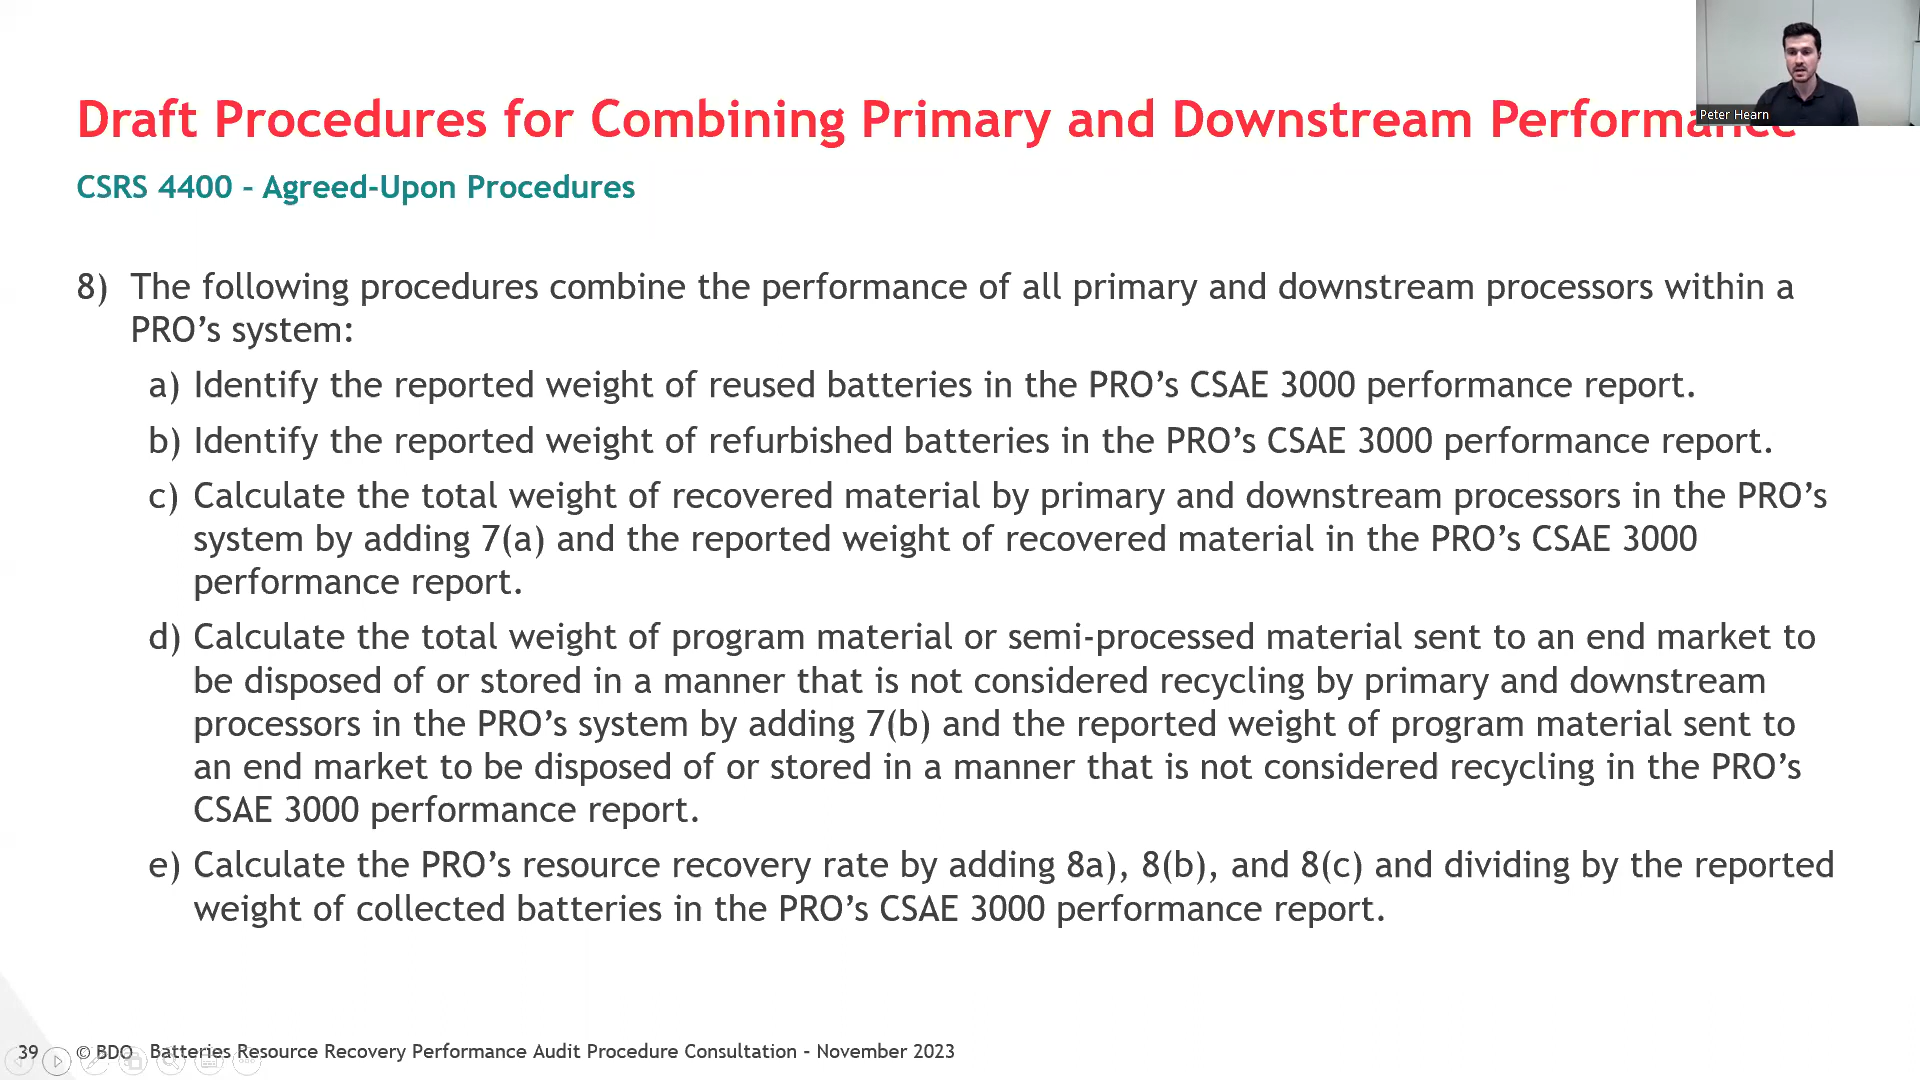 Draft Procedures for Combining Primary and Downstream Performance
Peter Hearn
CSRS 4400 – Agreed-Upon Procedures
8) The following procedures combine the performance of all primary and downstream processors within a
PRO’s system:
a) Identify the reported weight of reused batteries in the PRO’s CSAE 3000 performance report.
b) Identify the reported weight of refurbished batteries in the PRO’s CSAE 3000 performance report.
c) Calculate the total weight of recovered material by primary and downstream processors in the PRO’s
system by adding 7(a) and the reported weight of recovered material in the PRO’s CSAE 3000
performance report.
d) Calculate the total weight of program material or semi-processed material sent to an end market to
be disposed of or stored in a manner that is not considered recycling by primary and downstream
processors in the PRO’s system by adding 7(b) and the reported weight of program material sent to
an end market to be disposed of or stored in a manner that is not considered recycling in the PRO’s
CSAE 3000 performance report.
e) Calculate the PRO’s resource recovery rate by adding 8a), 8(b), and 8(c) and dividing by the reported
weight of collected batteries in the PRO’s CSAE 3000 performance report.
39 © BDO Batteries Resource Recovery Performance Audit Procedure Consultation – November 2023